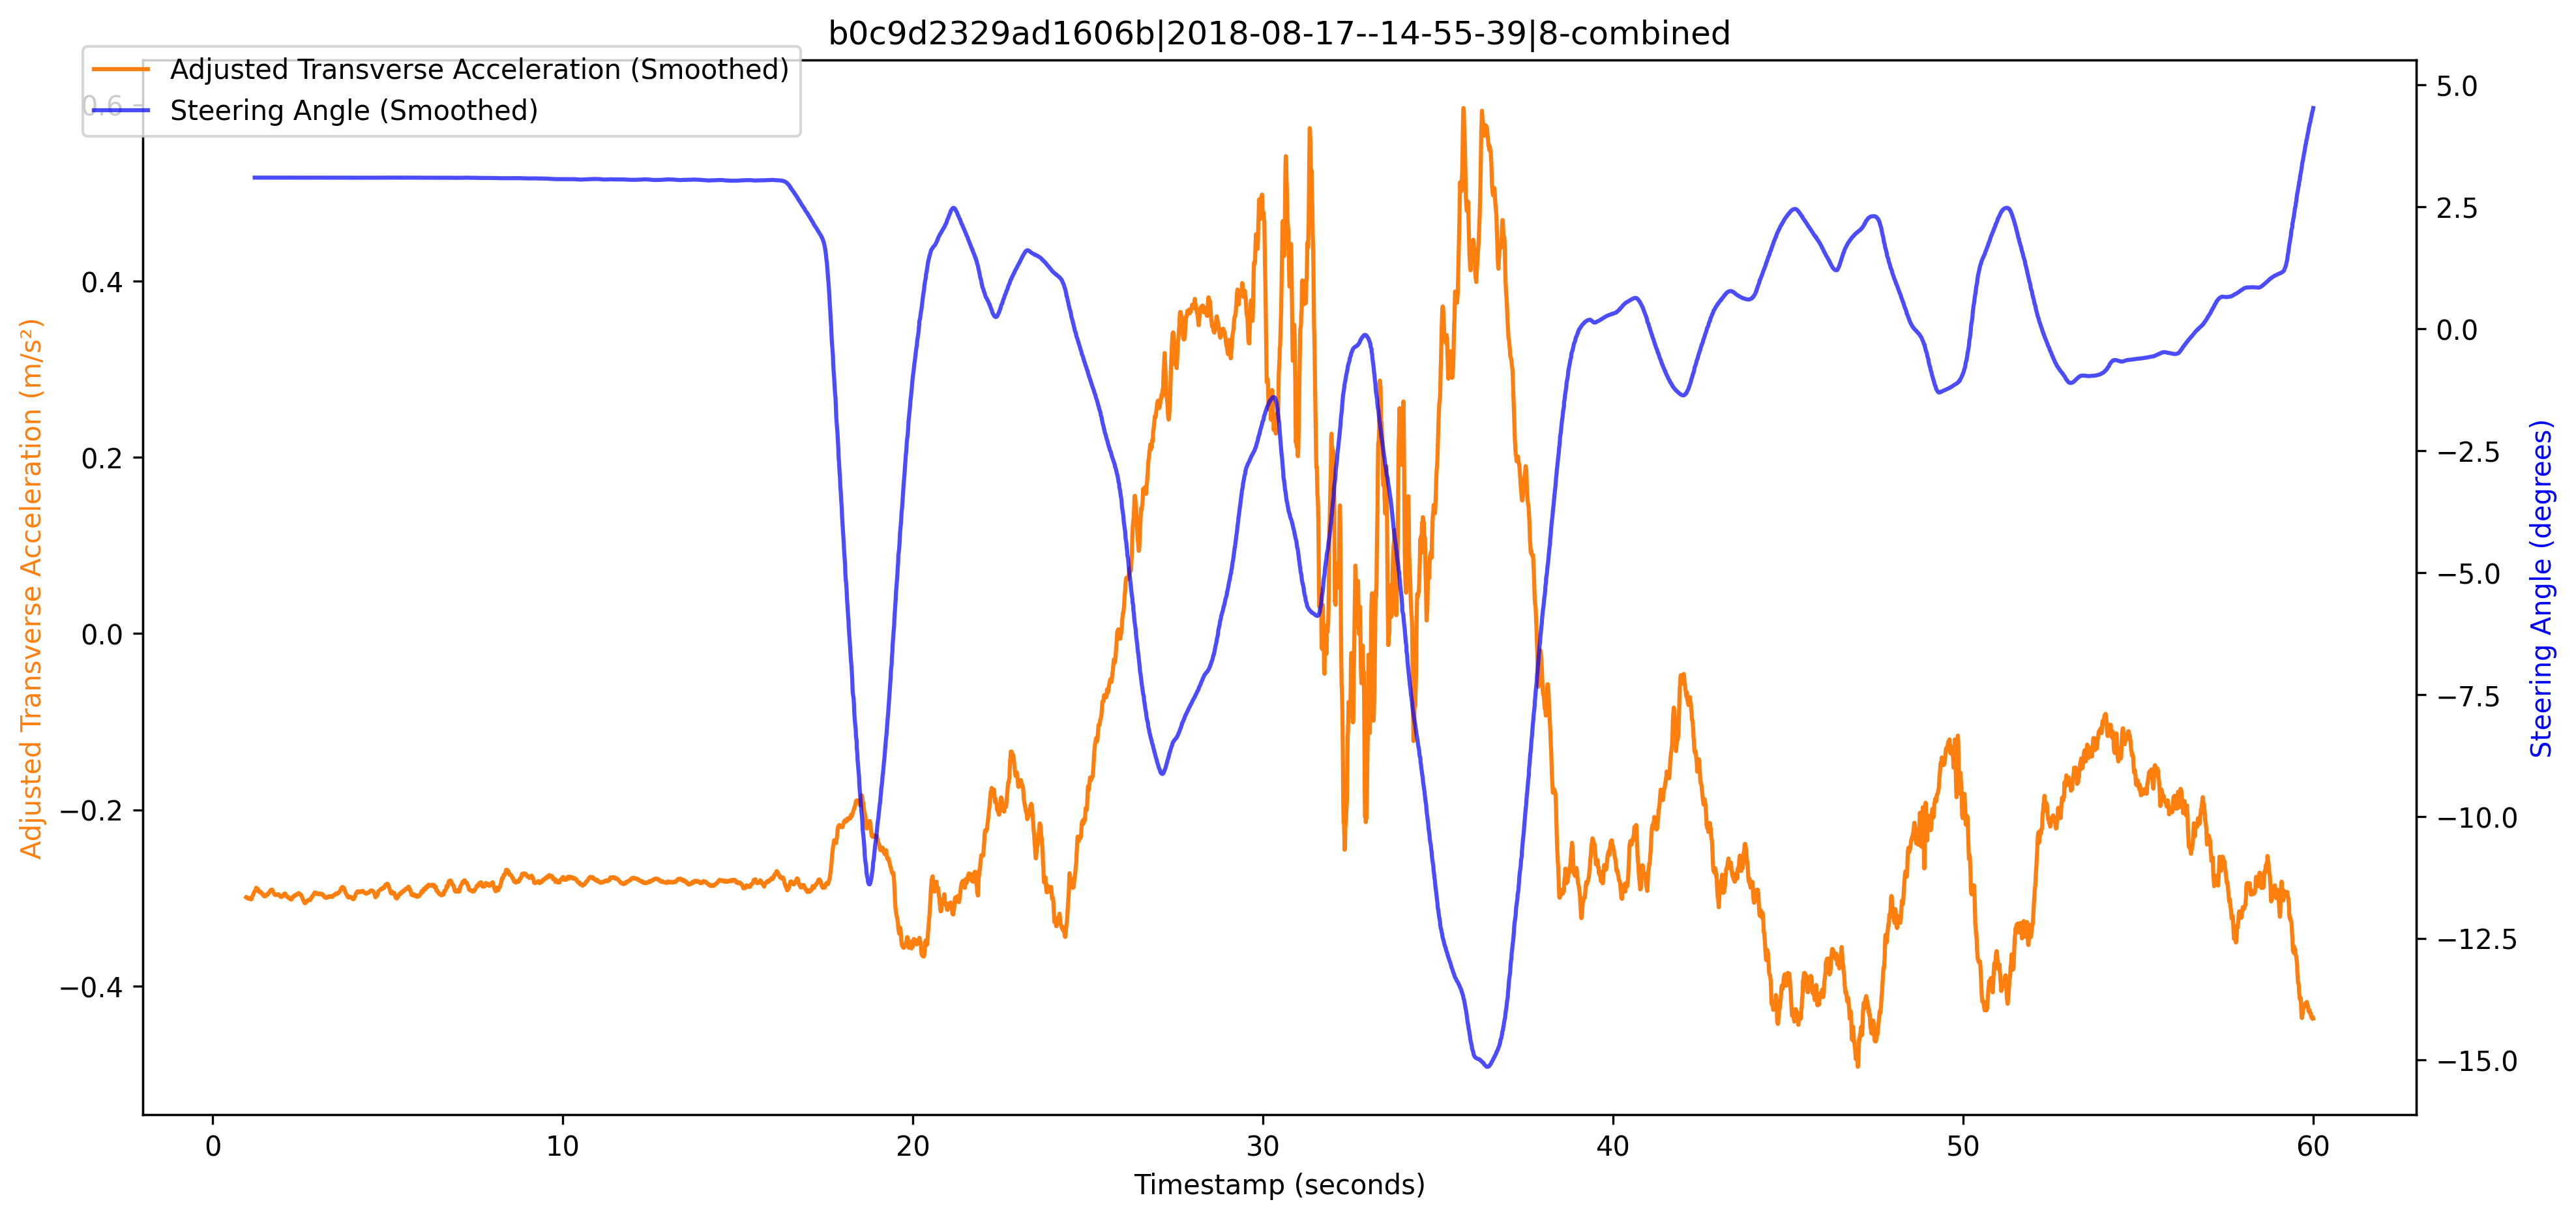 b0c9d2329ad1606b|2018-08-17--14-55-39|8-combined
Adjusted Transverse Acceleration (Smoothed)
Steering Angle (Smoothed)
Adjusted Transverse Acceleration (m/s²)
0.6
0.4
0.2
0.0
−0.2
−0.4
5.0
2.5
0.0
−2.5
−5.0
−7.5
−10.0
−12.5
−15.0
Steering Angle (degrees)
0 10 20 30 40 50 60
Timestamp (seconds)